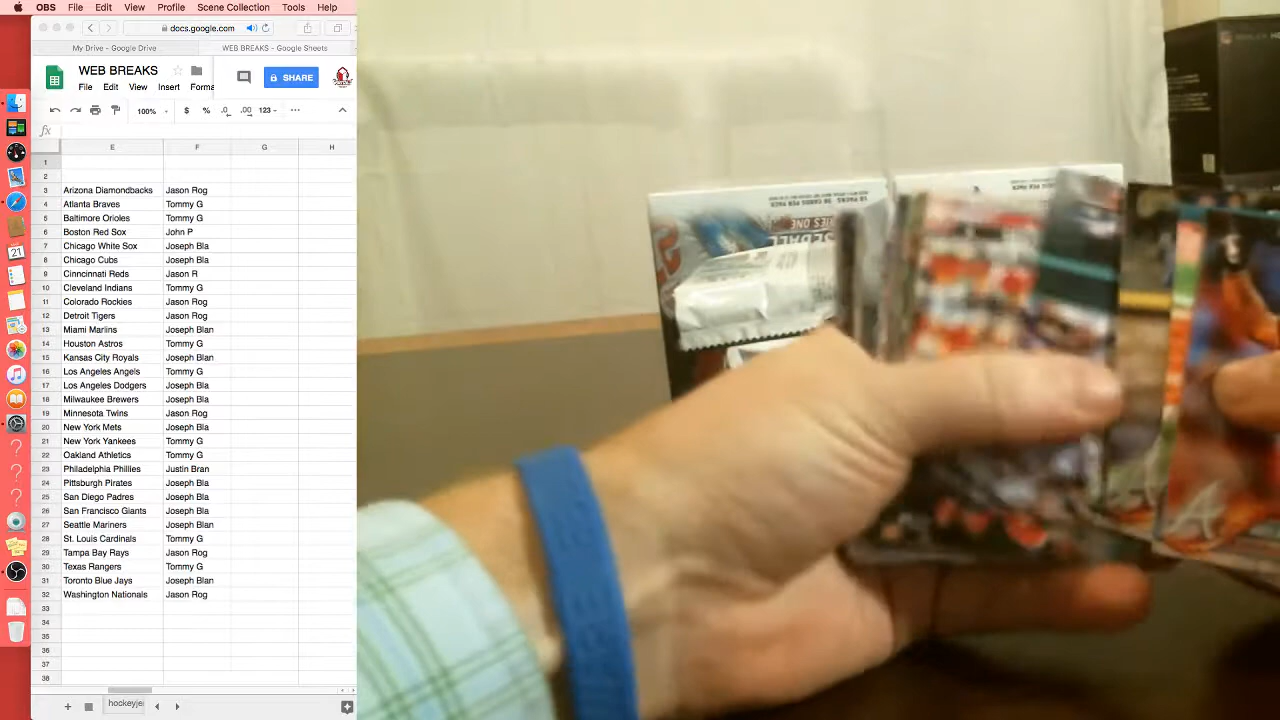 OBS File Edit View Profile Scene Collection Tools Help
docs.google.com
My Drive - Google Drive WEB BREAKS - Google Sheets
WEB BREAKS
File Edit View Insert Forma
SHARE
100% $ % .0 .00 123
fx
E F G H
1
2
3 Arizona Diamondbacks Jason Rog
4 Atlanta Braves Tommy G
5 Baltimore Orioles Tommy G
6 Boston Red Sox John P
7 Chicago White Sox Joseph Bla
8 Chicago Cubs Joseph Bla
9 Cinncinnati Reds Jason R
10 Cleveland Indians Tommy G
11 Colorado Rockies Jason Rog
12 Detroit Tigers Jason Rog
13 Miami Marlins Joseph Blan
14 Houston Astros Tommy G
15 Kansas City Royals Joseph Blan
16 Los Angeles Angels Tommy G
17 Los Angeles Dodgers Joseph Bla
18 Milwaukee Brewers Joseph Bla
19 Minnesota Twins Jason Rog
20 New York Mets Joseph Bla
21 New York Yankees Tommy G
22 Oakland Athletics Tommy G
23 Philadelphia Phillies Justin Bran
24 Pittsburgh Pirates Joseph Bla
25 San Diego Padres Joseph Bla
26 San Francisco Giants Joseph Bla
27 Seattle Mariners Joseph Blan
28 St. Louis Cardinals Tommy G
29 Tampa Bay Rays Jason Rog
30 Texas Rangers Tommy G
31 Toronto Blue Jays Joseph Blan
32 Washington Nationals Jason Rog
33
34
35
36
37
38
hockeyje
MAR
21